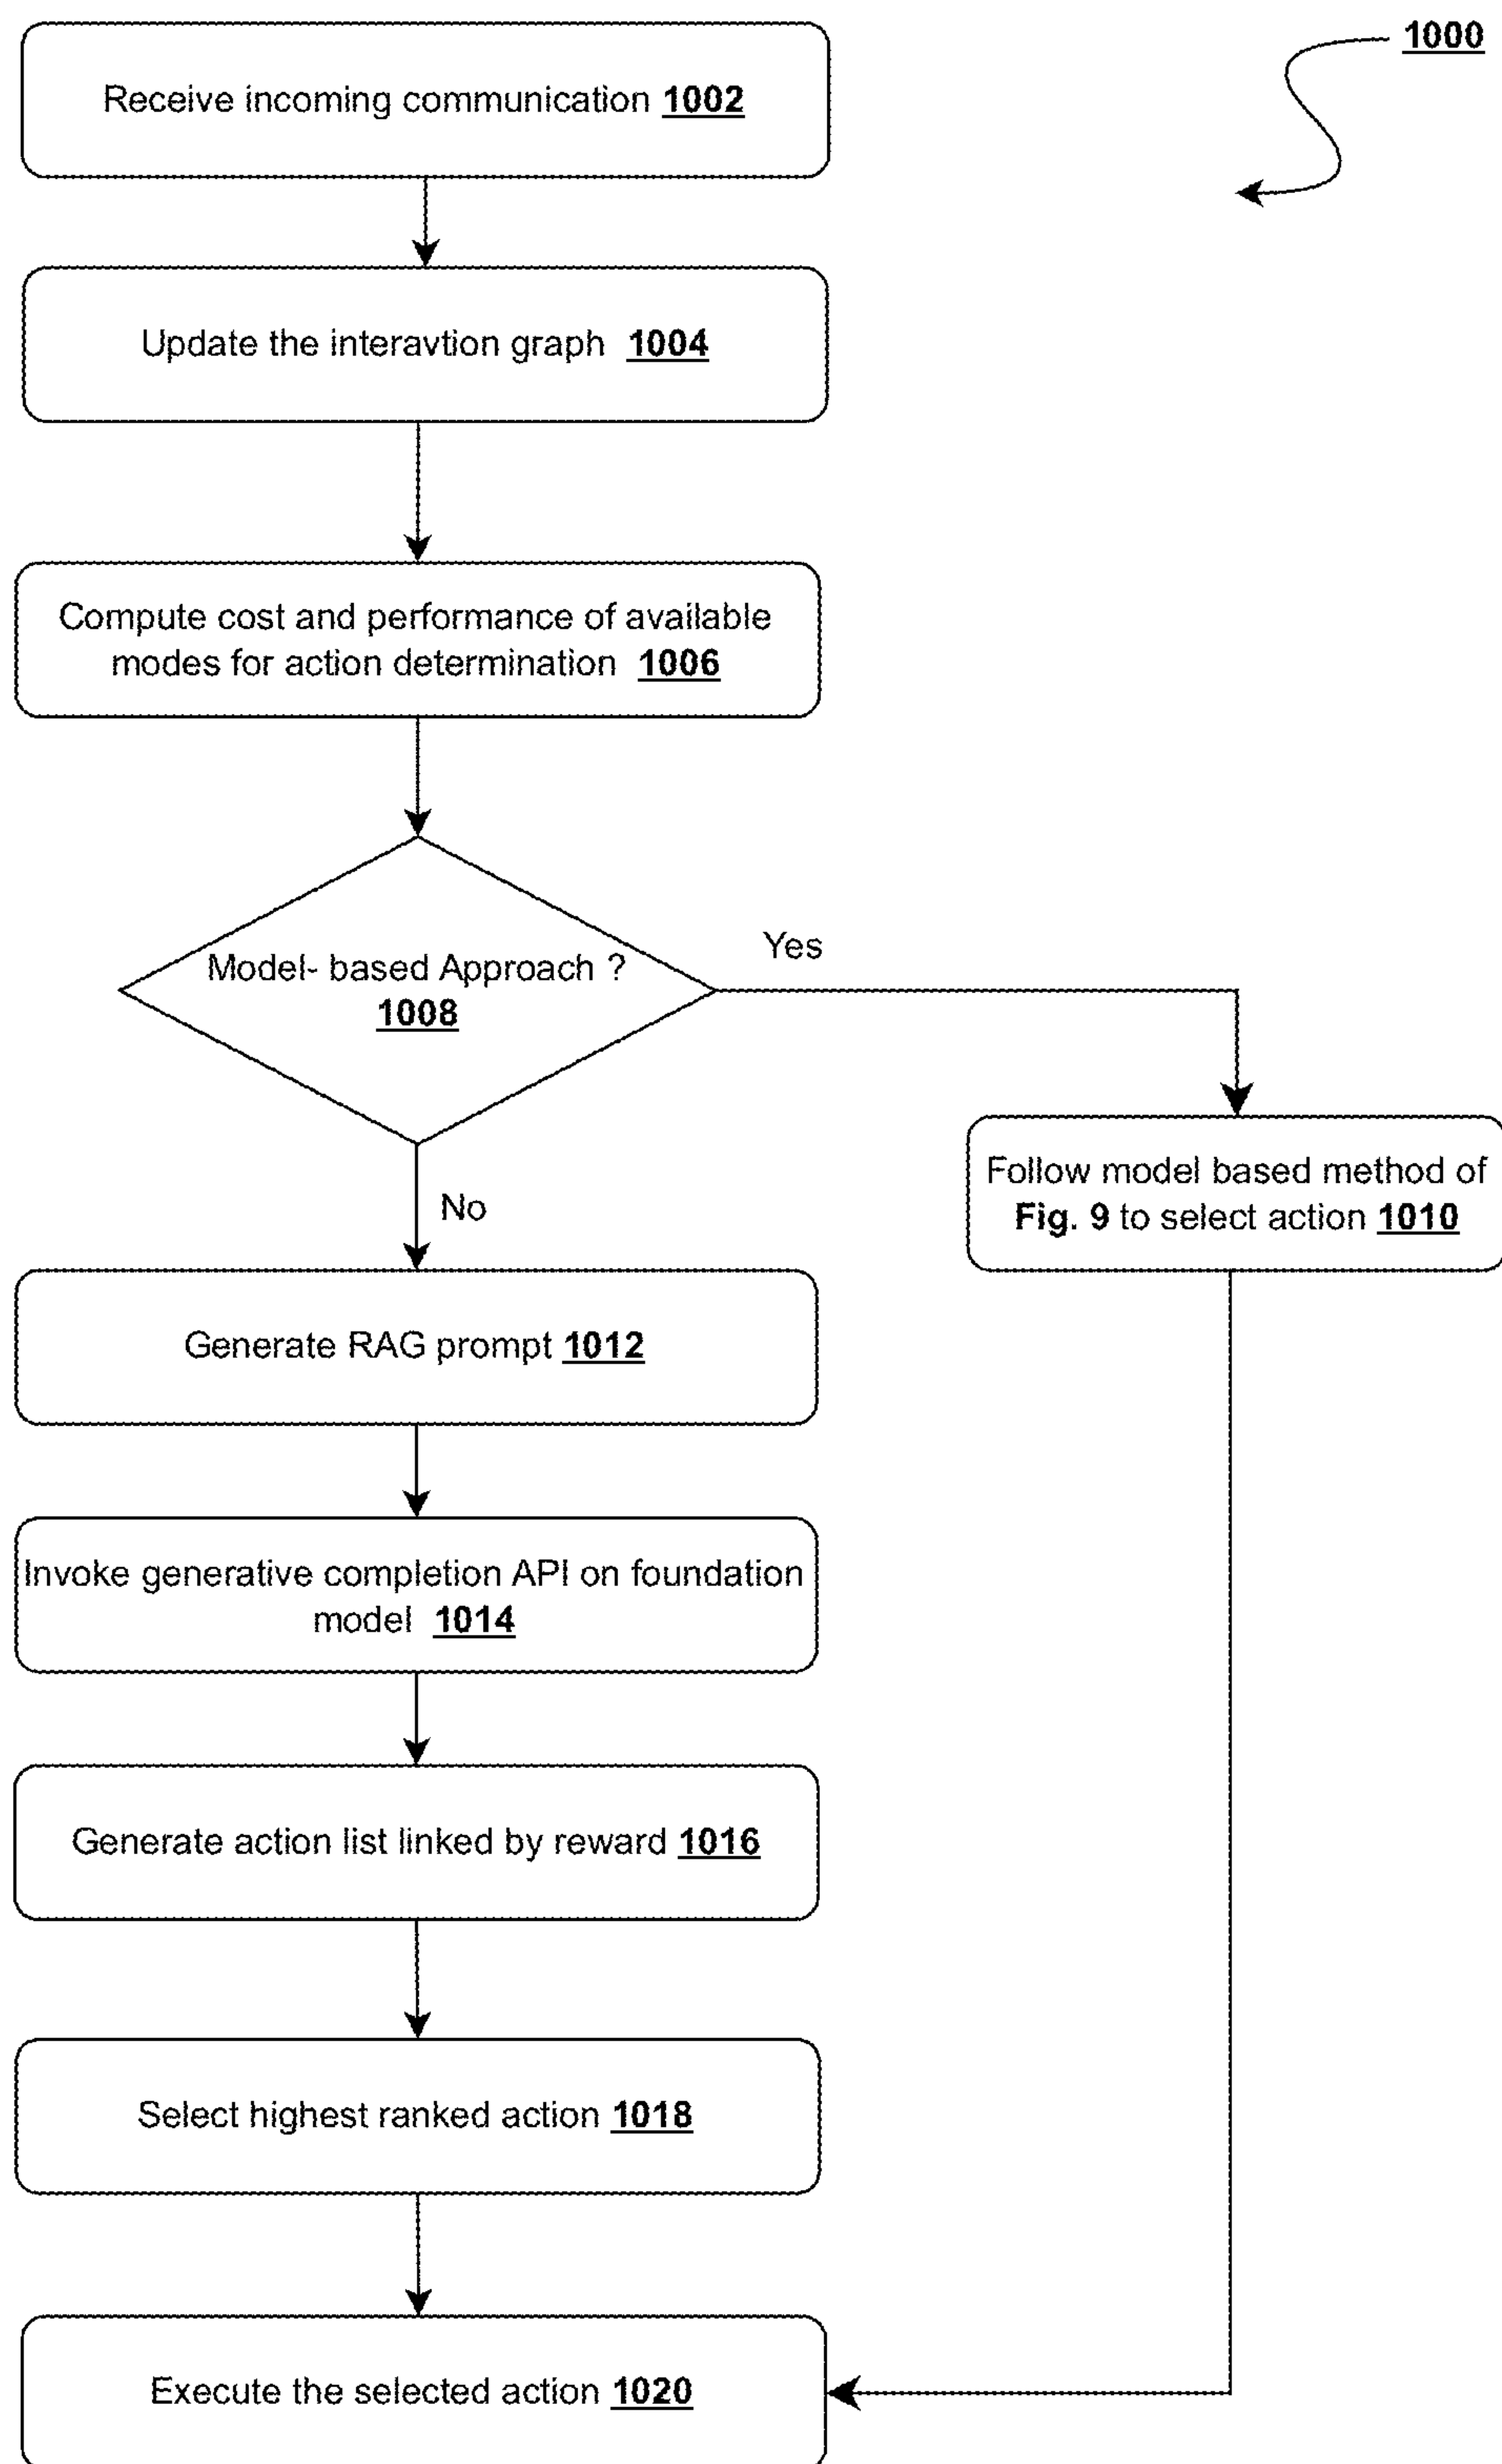 1000
Receive incoming communication 1002
Update the interavtion graph 1004
Compute cost and performance of available
modes for action determination 1006
Model- based Approach ?
1008
Yes
No
Follow model based method of
Fig. 9 to select action 1010
Generate RAG prompt 1012
Invoke generative completion API on foundation
model 1014
Generate action list linked by reward 1016
Select highest ranked action 1018
Execute the selected action 1020